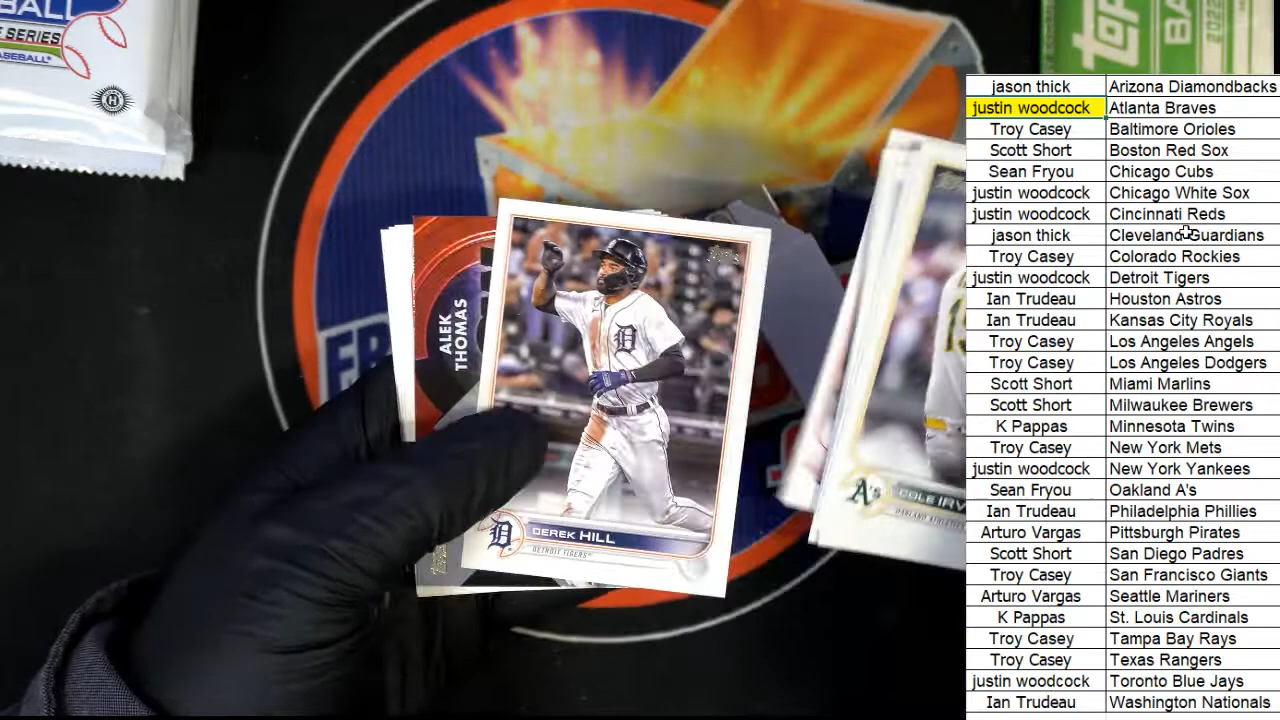 BALL
E SERIES
BASEBALL
topps
BA
2022
ALEK
THOMAS
D
DEREK HILL
DETROIT TIGERS
A's
COLE IRV
OAKLAND ATHLETICS
jason thick Arizona Diamondbacks
justin woodcock Atlanta Braves
Troy Casey Baltimore Orioles
Scott Short Boston Red Sox
Sean Fryou Chicago Cubs
justin woodcock Chicago White Sox
justin woodcock Cincinnati Reds
jason thick Cleveland Guardians
Troy Casey Colorado Rockies
justin woodcock Detroit Tigers
Ian Trudeau Houston Astros
Ian Trudeau Kansas City Royals
Troy Casey Los Angeles Angels
Troy Casey Los Angeles Dodgers
Scott Short Miami Marlins
Scott Short Milwaukee Brewers
K Pappas Minnesota Twins
Troy Casey New York Mets
justin woodcock New York Yankees
Sean Fryou Oakland A's
Ian Trudeau Philadelphia Phillies
Arturo Vargas Pittsburgh Pirates
Scott Short San Diego Padres
Troy Casey San Francisco Giants
Arturo Vargas Seattle Mariners
K Pappas St. Louis Cardinals
Troy Casey Tampa Bay Rays
Troy Casey Texas Rangers
justin woodcock Toronto Blue Jays
Ian Trudeau Washington Nationals